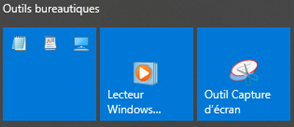 Outils bureautiques
Lecteur
Windows...
Outil Capture
d'écran